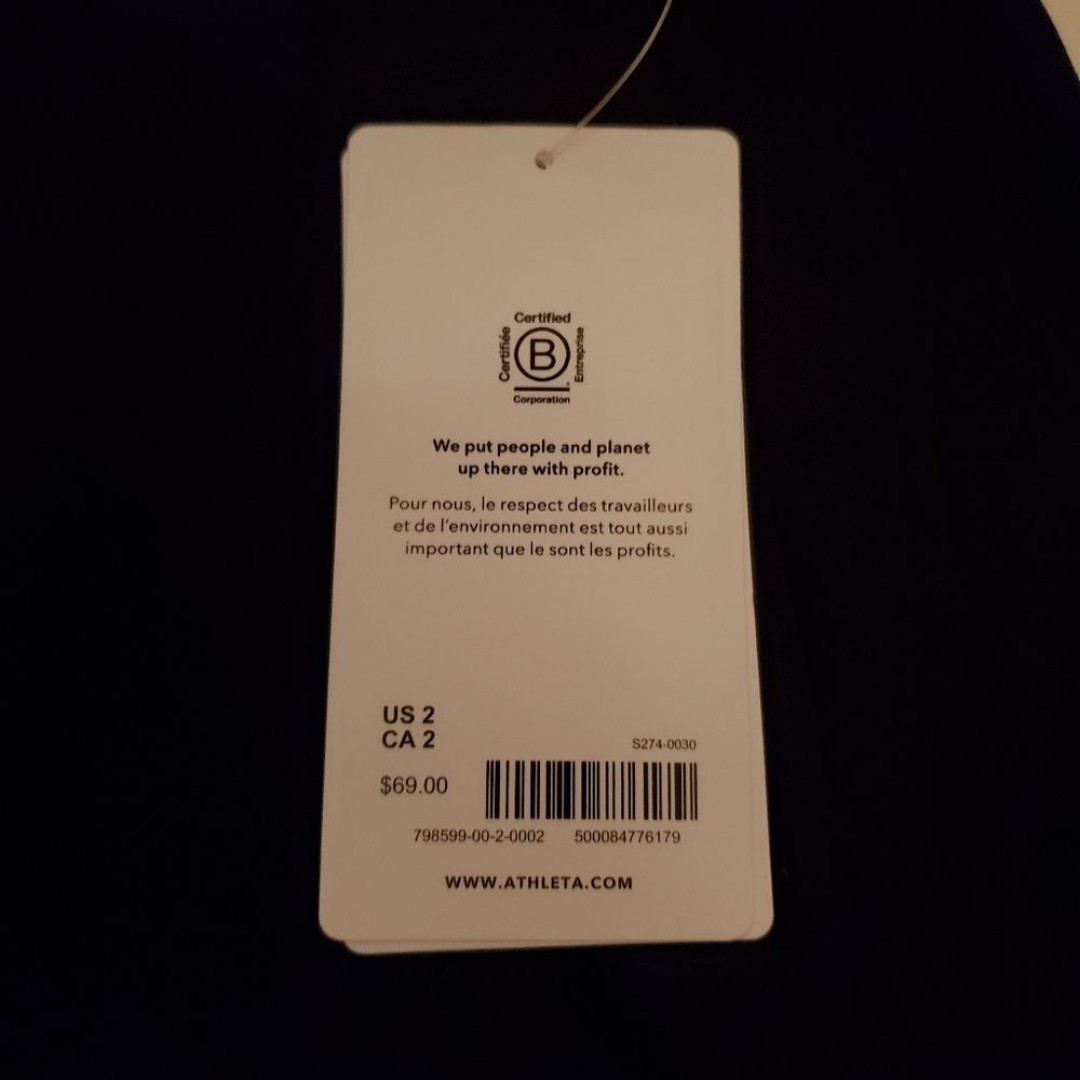 Certified
Certifiée
B
Entreprise
Corporation
We put people and planet
up there with profit.
Pour nous, le respect des travailleurs
et de l'environnement est tout aussi
important que le sont les profits.
US 2
CA 2
S274-0030
$69.00
798599-00-2-0002 500084776179
WWW.ATHLETA.COM